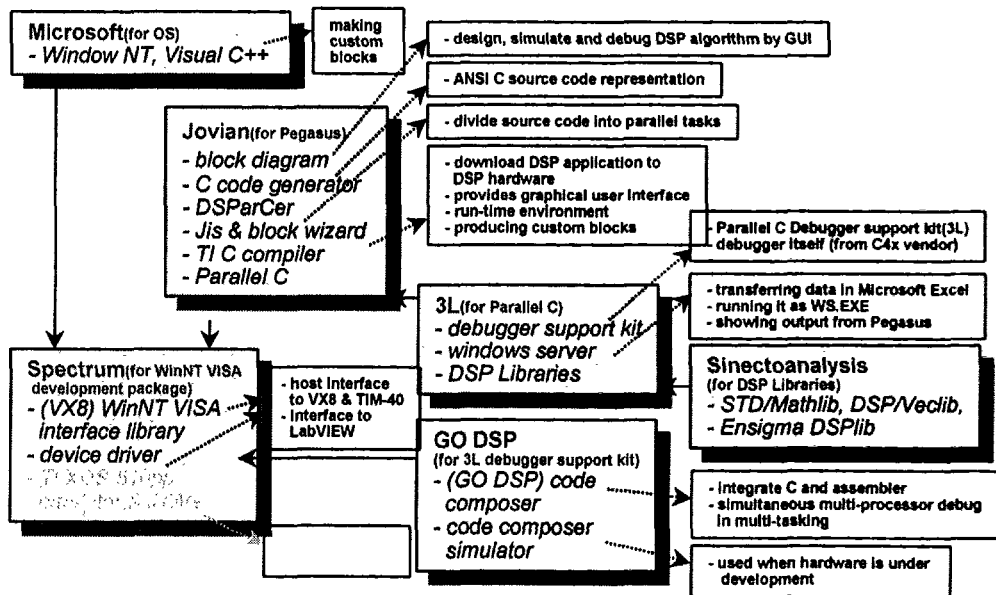 Microsoft(for OS)
- Window NT, Visual C++
making
custom
blocks
- design, simulate and debug DSP algorithm by GUI
- ANSI C source code representation
- divide source code into parallel tasks
Jovian(for Pegasus)
- block diagram
- C code generator
- DSParCer
- Jis & block wizard
- TI C compiler
- Parallel C
- download DSP application to
DSP hardware
- provides graphical user interface
- run-time environment
- producing custom blocks
- Parallel C Debugger support kit(3L)
debugger itself (from C4x vendor)
3L(for Parallel C)
- debugger support kit
- windows server
- DSP Libraries
- transferring data in Microsoft Excel
- running it as WS.EXE
- showing output from Pegasus
Spectrum(for WinNT VISA
development package)
- (VX8) WinNT VISA
interface library
- device driver
- host Interface
to VX8 & TIM-40
- Interface to
LabVIEW
Sinectoanalysis
(for DSP Libraries)
- STD/Mathlib, DSP/Veclib,
- Ensigma DSPlib
GO DSP
(for 3L debugger support kit)
- (GO DSP) code
composer
- code composer
simulator
- integrate C and assembler
- simultaneous multi-processor debug
in multi-tasking
- used when hardware is under
development